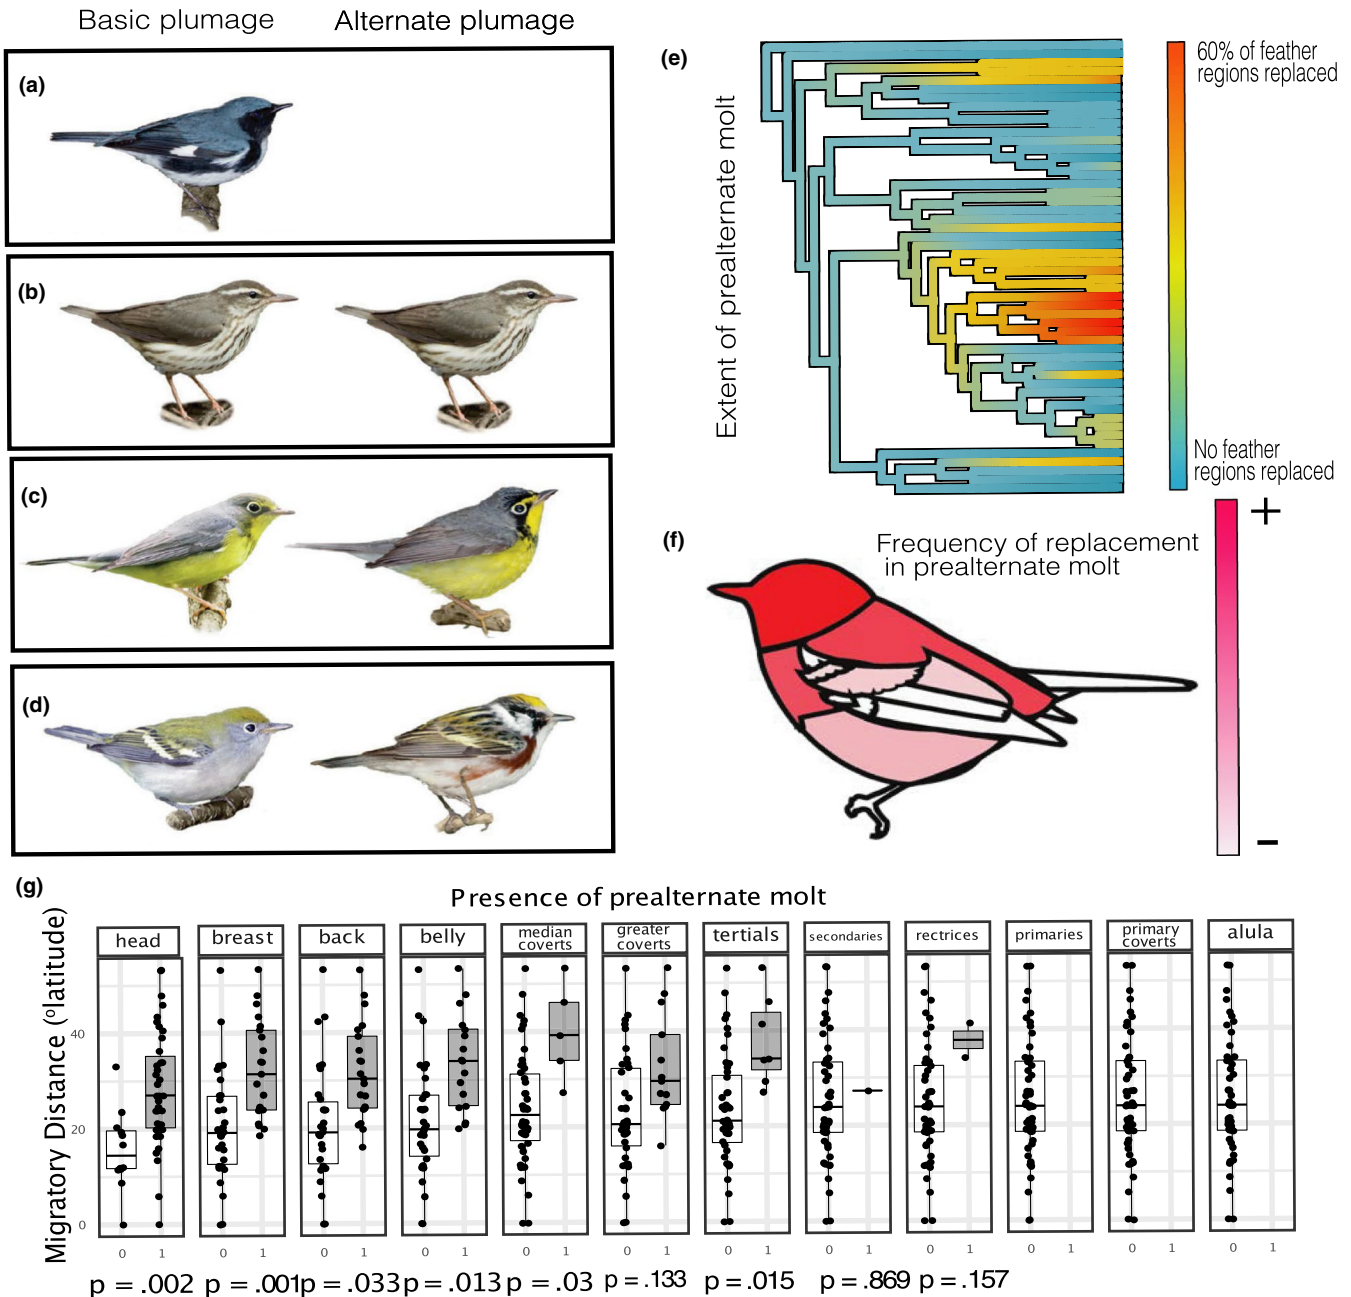 Basic plumage
Alternate plumage
(a)
(b)
(c)
(d)
(e)
Extent of prealternate molt
60% of feather
regions replaced
No feather
regions replaced
(f)
Frequency of replacement
in prealternate molt
+
−
(g)
Presence of prealternate molt
Migratory Distance (ºlatitude)
head
breast
back
belly
median
coverts
greater
coverts
tertials
secondaries
rectrices
primaries
primary
coverts
alula
40
20
0
0 1 0 1 0 1 0 1 0 1 0 1 0 1 0 1 0 1 0 1 0 1 0 1
p = .002 p = .001 p = .033 p = .013 p = .03 p = .133 p = .015 p = .869 p = .157